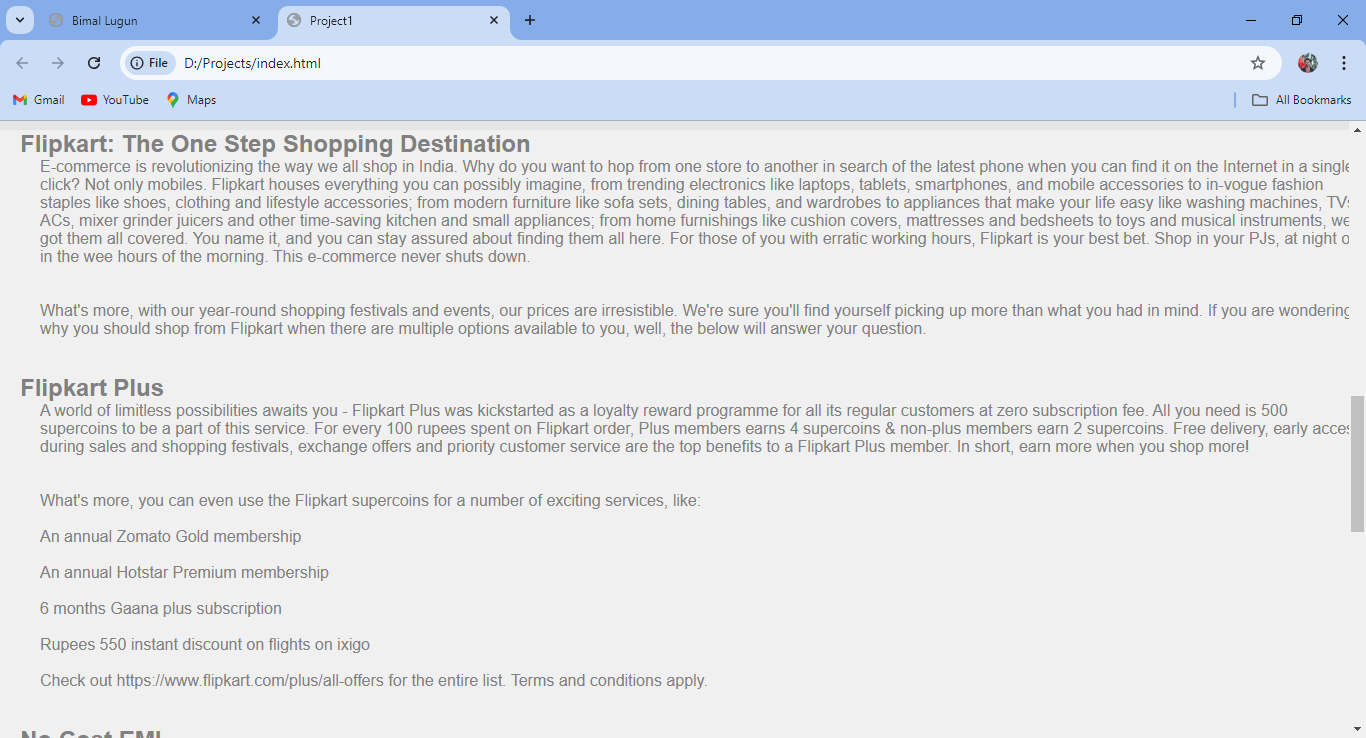 Bimal Lugun
Project1
File
D:/Projects/index.html
Gmail
YouTube
Maps
All Bookmarks
Flipkart: The One Step Shopping Destination
E-commerce is revolutionizing the way we all shop in India. Why do you want to hop from one store to another in search of the latest phone when you can find it on the Internet in a single
click? Not only mobiles. Flipkart houses everything you can possibly imagine, from trending electronics like laptops, tablets, smartphones, and mobile accessories to in-vogue fashion
staples like shoes, clothing and lifestyle accessories; from modern furniture like sofa sets, dining tables, and wardrobes to appliances that make your life easy like washing machines, TVs
ACs, mixer grinder juicers and other time-saving kitchen and small appliances; from home furnishings like cushion covers, mattresses and bedsheets to toys and musical instruments, we
got them all covered. You name it, and you can stay assured about finding them all here. For those of you with erratic working hours, Flipkart is your best bet. Shop in your PJs, at night o
in the wee hours of the morning. This e-commerce never shuts down.
What's more, with our year-round shopping festivals and events, our prices are irresistible. We're sure you'll find yourself picking up more than what you had in mind. If you are wondering
why you should shop from Flipkart when there are multiple options available to you, well, the below will answer your question.
Flipkart Plus
A world of limitless possibilities awaits you - Flipkart Plus was kickstarted as a loyalty reward programme for all its regular customers at zero subscription fee. All you need is 500
supercoins to be a part of this service. For every 100 rupees spent on Flipkart order, Plus members earns 4 supercoins & non-plus members earn 2 supercoins. Free delivery, early acces
during sales and shopping festivals, exchange offers and priority customer service are the top benefits to a Flipkart Plus member. In short, earn more when you shop more!
What's more, you can even use the Flipkart supercoins for a number of exciting services, like:
An annual Zomato Gold membership
An annual Hotstar Premium membership
6 months Gaana plus subscription
Rupees 550 instant discount on flights on ixigo
Check out https://www.flipkart.com/plus/all-offers for the entire list. Terms and conditions apply.
No Cost EMI